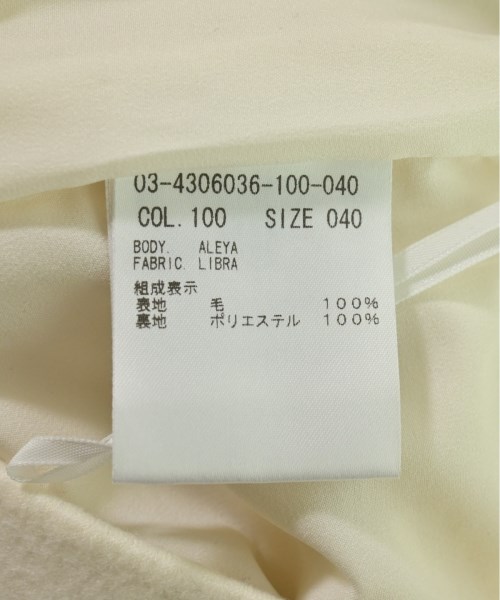 03-4306036-100-040
COL. 100 SIZE 040
BODY. ALEYA
FABRIC. LIBRA
組成表示
表地 毛 100%
裏地 ポリエステル 100%